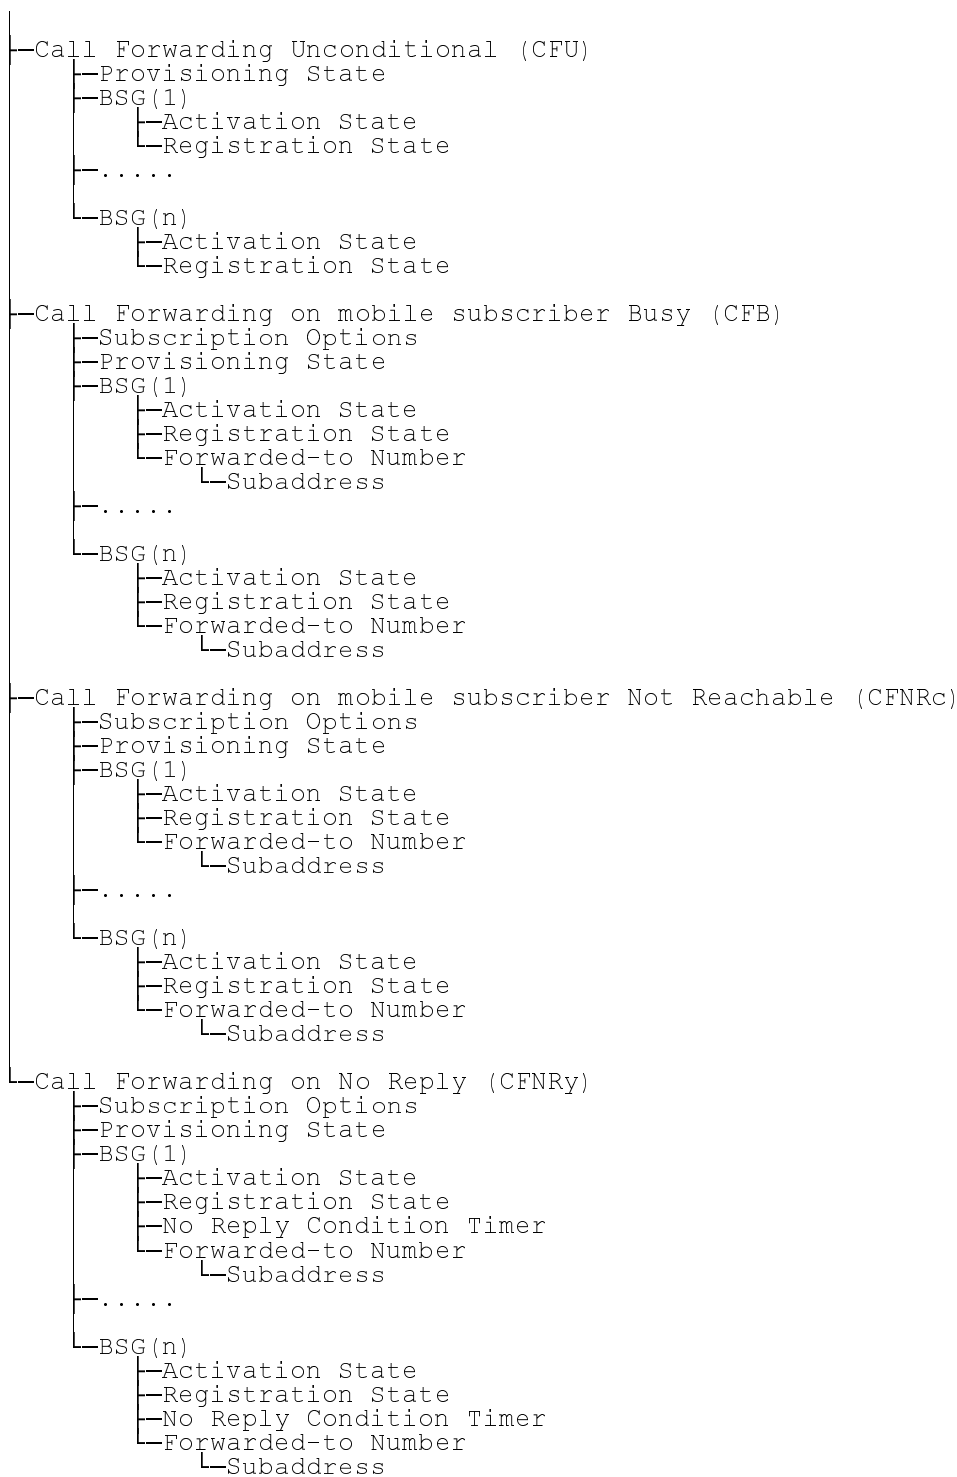 Call Forwarding Unconditional (CFU)
Provisioning State
BSG(1)
Activation State
Registration State
.....
BSG(n)
Activation State
Registration State
Call Forwarding on mobile subscriber Busy (CFB)
Subscription Options
Provisioning State
BSG(1)
Activation State
Registration State
Forwarded-to Number
Subaddress
.....
BSG(n)
Activation State
Registration State
Forwarded-to Number
Subaddress
Call Forwarding on mobile subscriber Not Reachable (CFNRc)
Subscription Options
Provisioning State
BSG(1)
Activation State
Registration State
Forwarded-to Number
Subaddress
.....
BSG(n)
Activation State
Registration State
Forwarded-to Number
Subaddress
Call Forwarding on No Reply (CFNRy)
Subscription Options
Provisioning State
BSG(1)
Activation State
Registration State
No Reply Condition Timer
Forwarded-to Number
Subaddress
.....
BSG(n)
Activation State
Registration State
No Reply Condition Timer
Forwarded-to Number
Subaddress